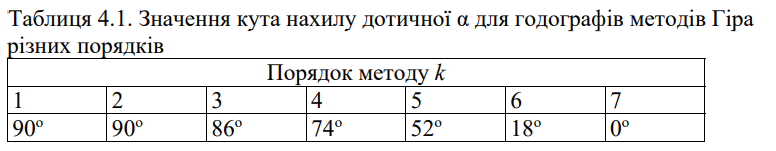 Таблиця 4.1. Значення кута нахилу дотичної α для годографів методів Гіра
різних порядків
Порядок методу k
1 2 3 4 5 6 7
90º 90º 86º 74º 52º 18º 0º